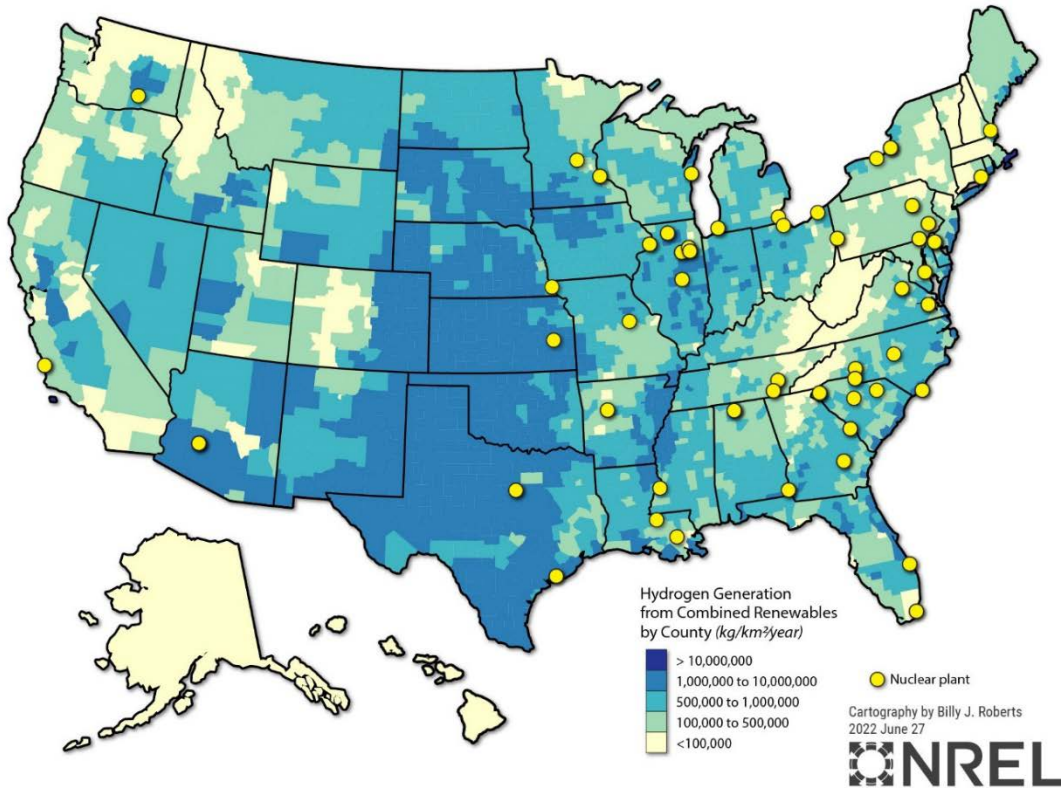 Hydrogen Generation
from Combined Renewables
by County (kg/km²/year)
> 10,000,000
1,000,000 to 10,000,000
500,000 to 1,000,000
100,000 to 500,000
<100,000
Nuclear plant
Cartography by Billy J. Roberts
2022 June 27
NREL